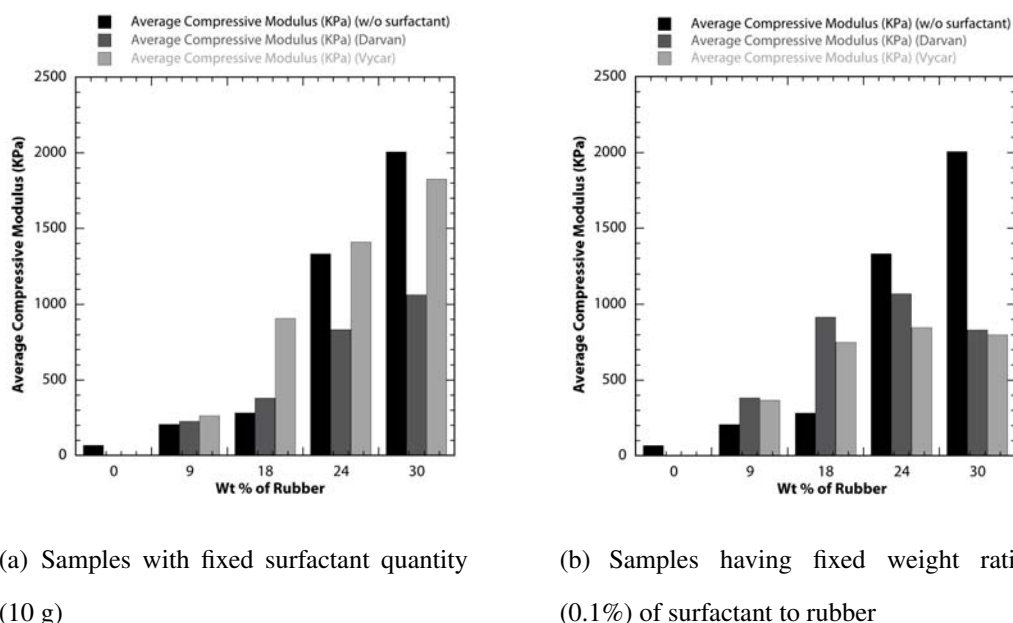 Average Compressive Modulus (KPa) (w/o surfactant)
Average Compressive Modulus (KPa) (Darvan)
Average Compressive Modulus (KPa) (Vycar)
2500
2000
1500
1000
500
0
Average Compressive Modulus (KPa)
0 9 18 24 30
Wt % of Rubber
(a) Samples with fixed surfactant quantity
(10 g)
Average Compressive Modulus (KPa) (w/o surfactant)
Average Compressive Modulus (KPa) (Darvan)
Average Compressive Modulus (KPa) (Vycar)
2500
2000
1500
1000
500
0
Average Compressive Modulus (KPa)
0 9 18 24 30
Wt % of Rubber
(b) Samples having fixed weight rati
(0.1%) of surfactant to rubber